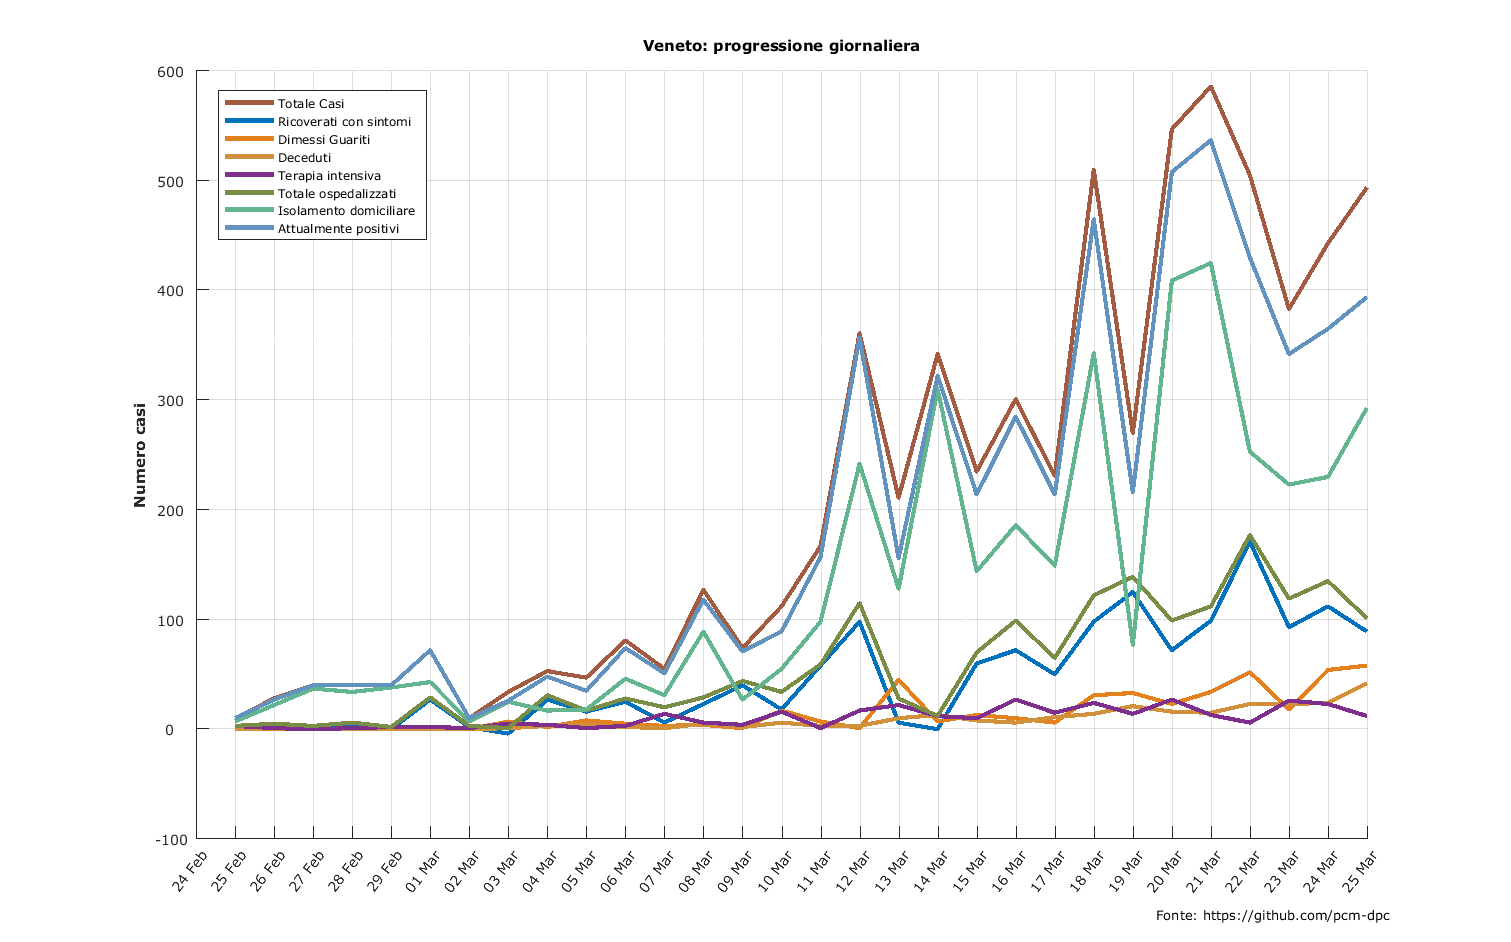 Veneto: progressione giornaliera
600
500
400
300
200
100
0
-100
Numero casi
Totale Casi
Ricoverati con sintomi
Dimessi Guariti
Deceduti
Terapia intensiva
Totale ospedalizzati
Isolamento domiciliare
Attualmente positivi
24 Feb
25 Feb
26 Feb
27 Feb
28 Feb
29 Feb
01 Mar
02 Mar
03 Mar
04 Mar
05 Mar
06 Mar
07 Mar
08 Mar
09 Mar
10 Mar
11 Mar
12 Mar
13 Mar
14 Mar
15 Mar
16 Mar
17 Mar
18 Mar
19 Mar
20 Mar
21 Mar
22 Mar
23 Mar
24 Mar
25 Mar
Fonte: https://github.com/pcm-dpc